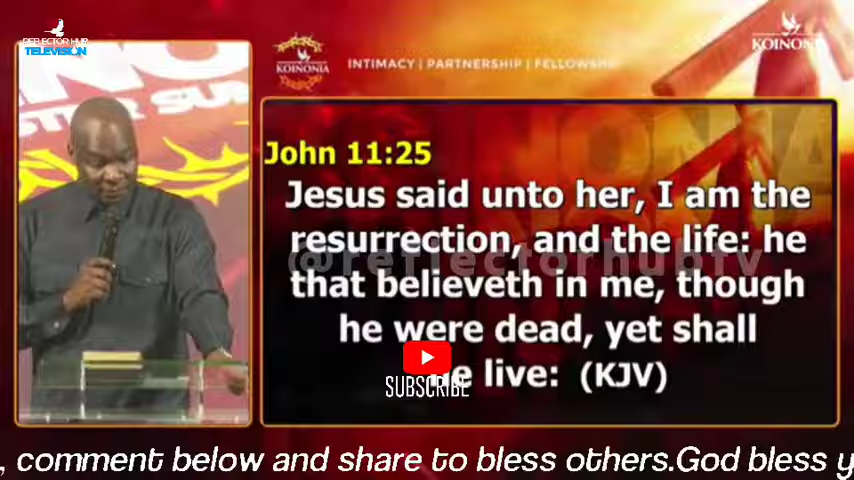 REFLECTOR HUB
TELEVISION
KOINONIA
INTIMACY | PARTNERSHIP | FELLOWSHIP
KOINONIA
John 11:25
Jesus said unto her, I am the
resurrection, and the life: he
@reflectorhubtv
that believeth in me, though
he were dead, yet shall
he live: (KJV)
SUBSCRIBE
, comment below and share to bless others.God bless y